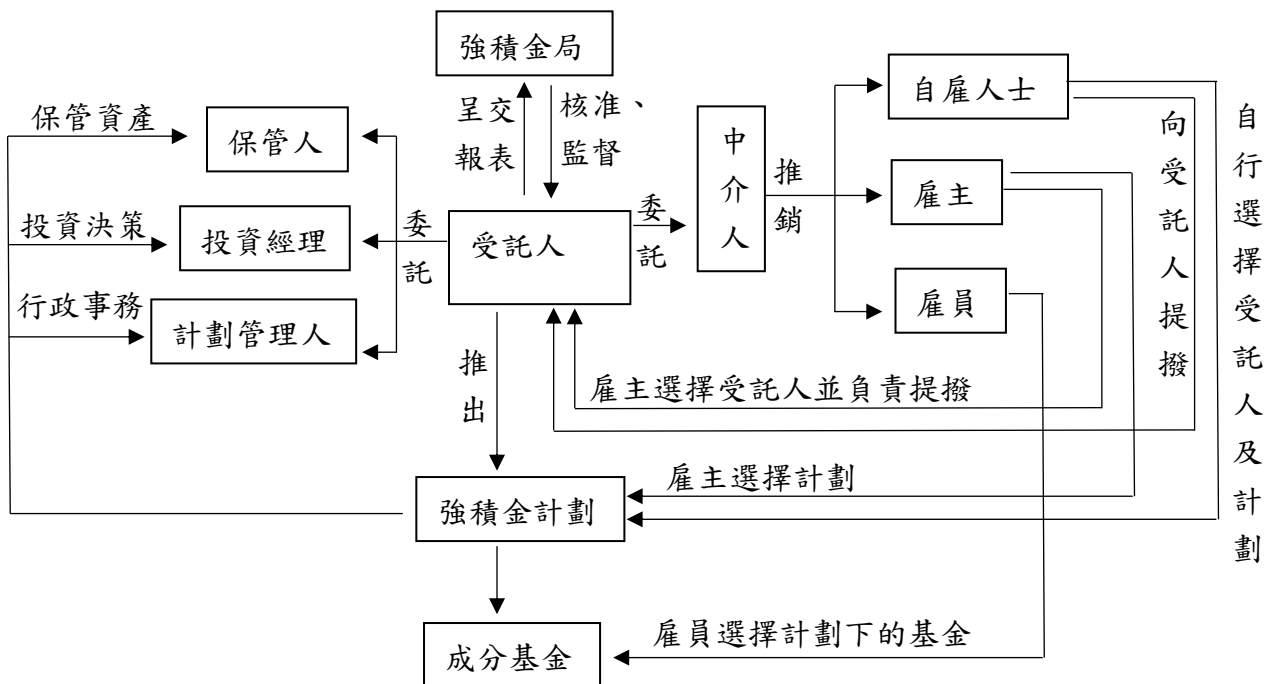 強積金局
呈交
報表
核准、
監督
保管資產
保管人
投資決策
投資經理
行政事務
計劃管理人
委託
受託人
委託
中介人
推銷
自雇人士
雇主
雇員
向受託人提撥
自行選擇受託人及計劃
推出
雇主選擇受託人並負責提撥
雇主選擇計劃
強積金計劃
雇員選擇計劃下的基金
成分基金